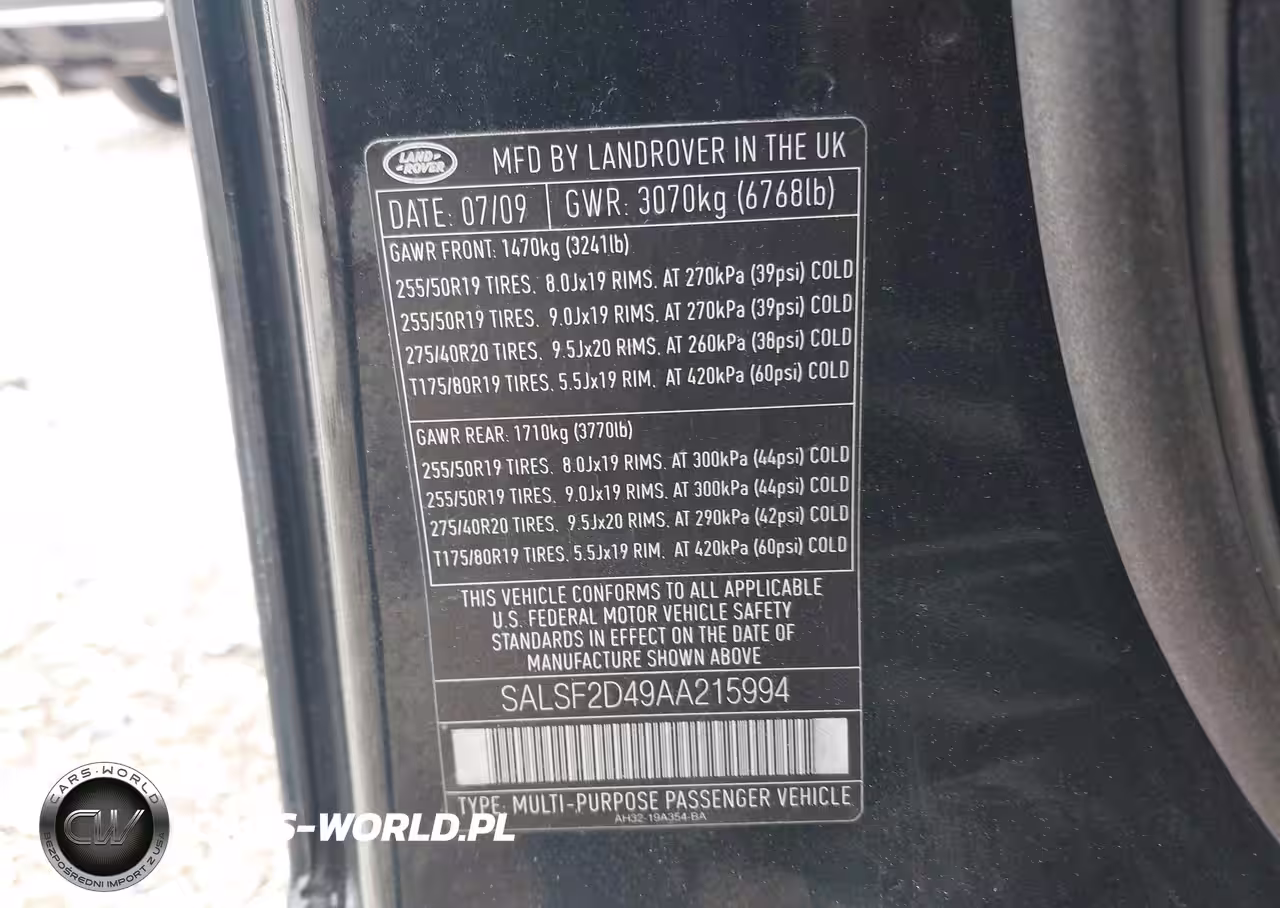 LAND-
-ROVER
MFD BY LANDROVER IN THE UK
DATE: 07/09
GWR: 3070kg (6768lb)
GAWR FRONT: 1470kg (3241lb)
255/50R19 TIRES. 8.0Jx19 RIMS. AT 270kPa (39psi) COLD
255/50R19 TIRES. 9.0Jx19 RIMS. AT 270kPa (39psi) COLD
275/40R20 TIRES. 9.5Jx20 RIMS. AT 260kPa (38psi) COLD
T175/80R19 TIRES. 5.5Jx19 RIM. AT 420kPa (60psi) COLD
GAWR REAR: 1710kg (3770lb)
255/50R19 TIRES. 8.0Jx19 RIMS. AT 300kPa (44psi) COLD
255/50R19 TIRES. 9.0Jx19 RIMS. AT 300kPa (44psi) COLD
275/40R20 TIRES. 9.5Jx20 RIMS. AT 290kPa (42psi) COLD
T175/80R19 TIRES. 5.5Jx19 RIM. AT 420kPa (60psi) COLD
THIS VEHICLE CONFORMS TO ALL APPLICABLE
U.S. FEDERAL MOTOR VEHICLE SAFETY
STANDARDS IN EFFECT ON THE DATE OF
MANUFACTURE SHOWN ABOVE
SALSF2D49AA215994
TYPE: MULTI-PURPOSE PASSENGER VEHICLE
AH32-19A354-BA
CARS-WORLD
CW
BEZPOŚREDNI IMPORT Z USA
CARS-WORLD.PL